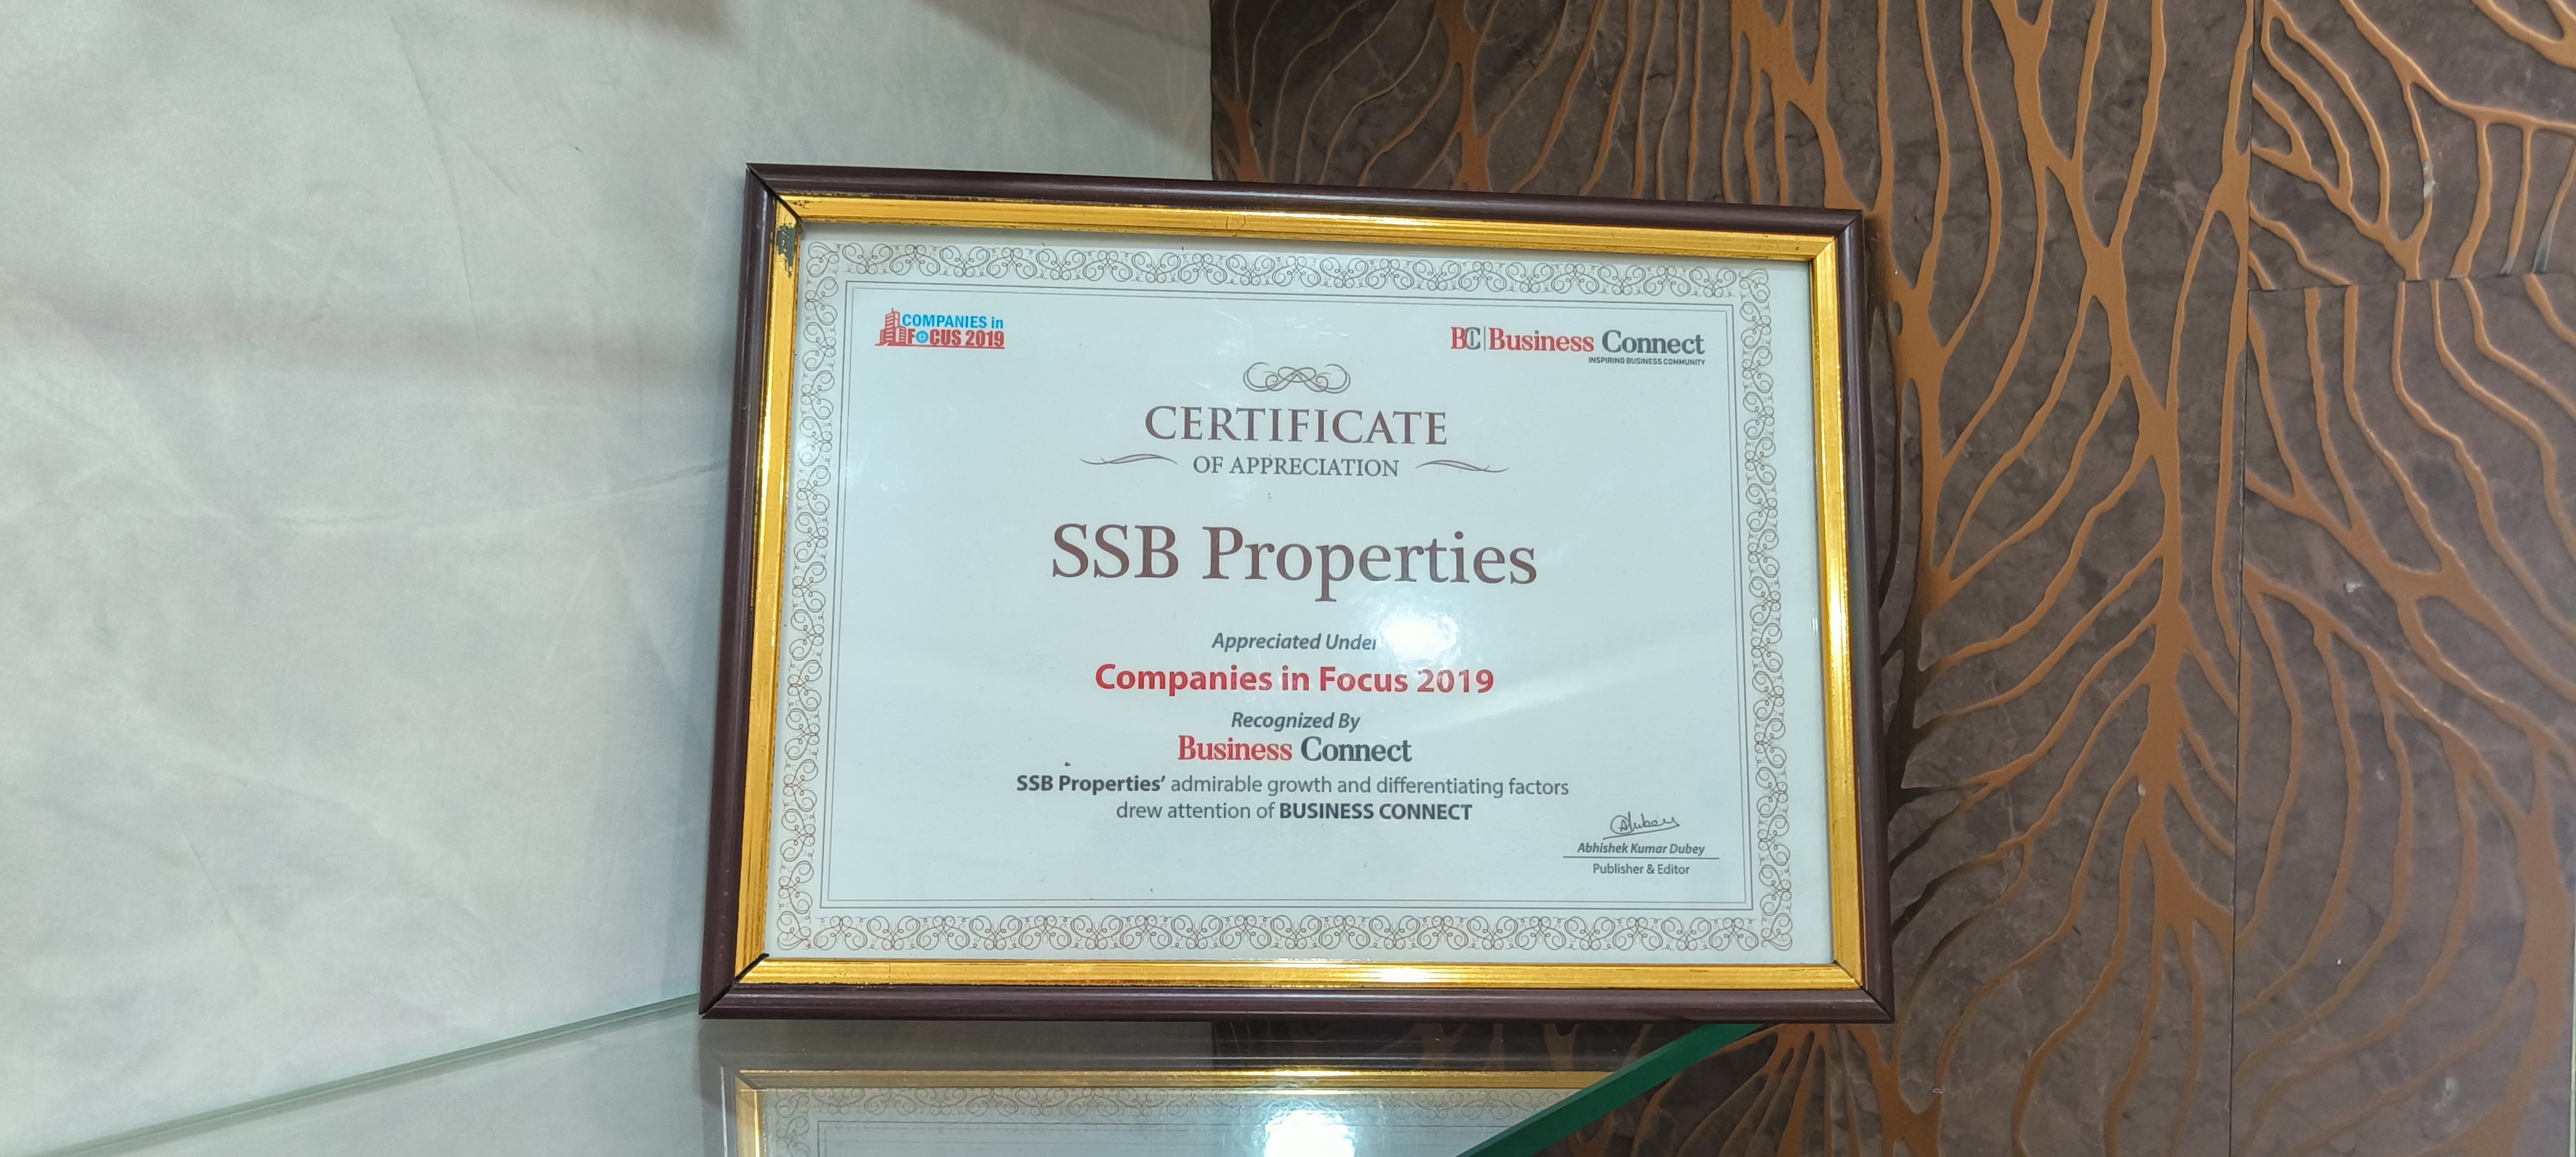 COMPANIES in
FOCUS 2019
BC Business Connect
INSPIRING BUSINESS COMMUNITY
CERTIFICATE
OF APPRECIATION
SSB Properties
Appreciated Under
Companies in Focus 2019
Recognized By
Business Connect
SSB Properties’ admirable growth and differentiating factors
drew attention of BUSINESS CONNECT
ADubey
Abhishek Kumar Dubey
Publisher & Editor